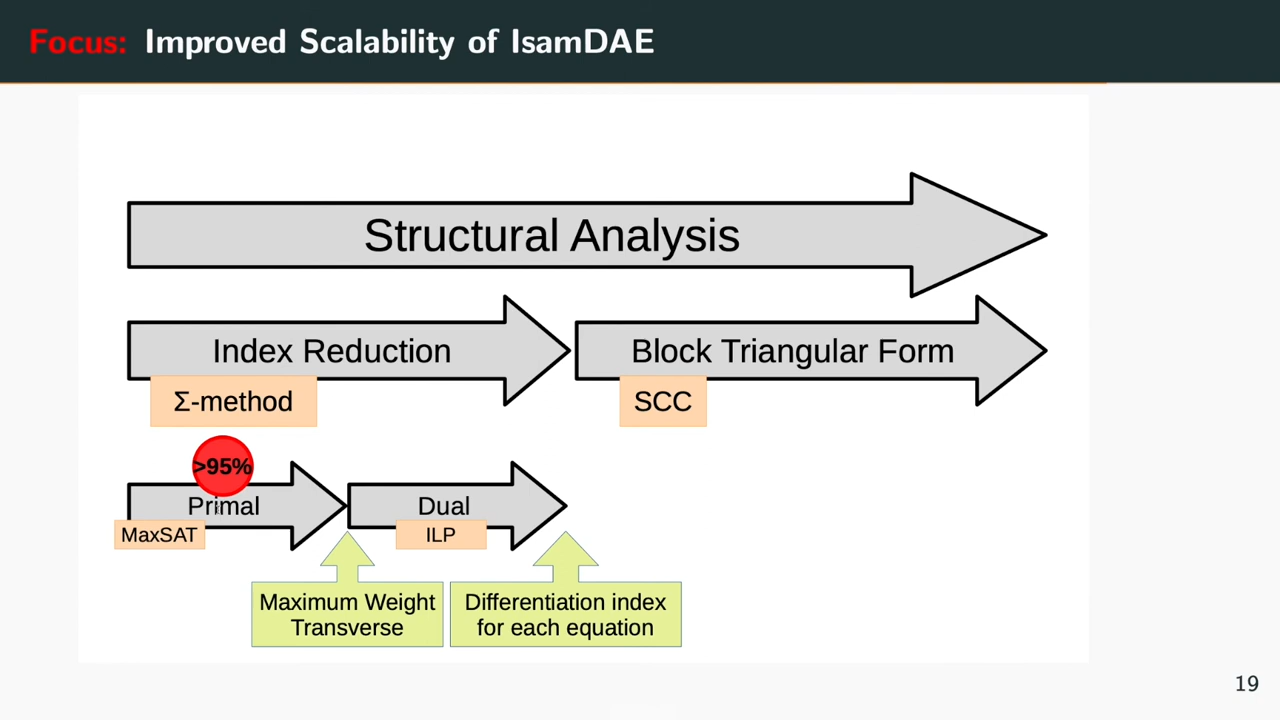 Focus: Improved Scalability of IsamDAE
Structural Analysis
Index Reduction
Block Triangular Form
Σ-method
SCC
>95%
Primal
Dual
MaxSAT
ILP
Maximum Weight
Transverse
Differentiation index
for each equation
19